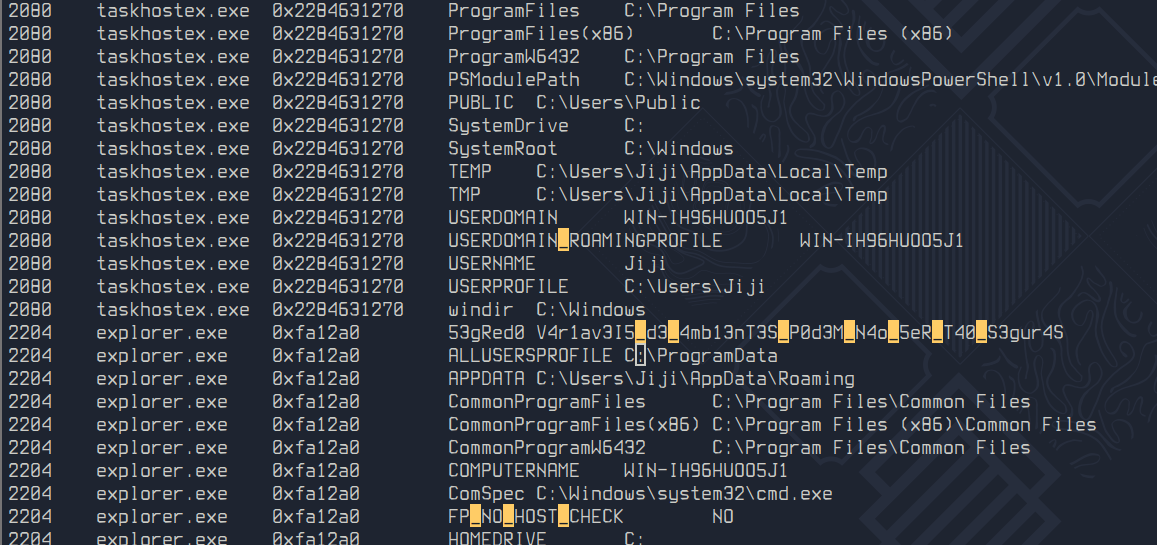 2080 taskhostex.exe 0x2284631270 ProgramFiles C:\Program Files
2080 taskhostex.exe 0x2284631270 ProgramFiles(x86) C:\Program Files (x86)
2080 taskhostex.exe 0x2284631270 ProgramW6432 C:\Program Files
2080 taskhostex.exe 0x2284631270 PSModulePath C:\Windows\system32\WindowsPowerShell\v1.0\Module
2080 taskhostex.exe 0x2284631270 PUBLIC C:\Users\Public
2080 taskhostex.exe 0x2284631270 SystemDrive C:
2080 taskhostex.exe 0x2284631270 SystemRoot C:\Windows
2080 taskhostex.exe 0x2284631270 TEMP C:\Users\Jiji\AppData\Local\Temp
2080 taskhostex.exe 0x2284631270 TMP C:\Users\Jiji\AppData\Local\Temp
2080 taskhostex.exe 0x2284631270 USERDOMAIN WIN-IH96HUOO5J1
2080 taskhostex.exe 0x2284631270 USERDOMAIN_ROAMINGPROFILE WIN-IH96HUOO5J1
2080 taskhostex.exe 0x2284631270 USERNAME Jiji
2080 taskhostex.exe 0x2284631270 USERPROFILE C:\Users\Jiji
2080 taskhostex.exe 0x2284631270 windir C:\Windows
2204 explorer.exe 0xfa12a0 53gRed0 V4r1av3l5_d3_4mb13nT3S_P0d3M_N4o_5eR_T40_S3gur4S
2204 explorer.exe 0xfa12a0 ALLUSERSPROFILE C:\ProgramData
2204 explorer.exe 0xfa12a0 APPDATA C:\Users\Jiji\AppData\Roaming
2204 explorer.exe 0xfa12a0 CommonProgramFiles C:\Program Files\Common Files
2204 explorer.exe 0xfa12a0 CommonProgramFiles(x86) C:\Program Files (x86)\Common Files
2204 explorer.exe 0xfa12a0 CommonProgramW6432 C:\Program Files\Common Files
2204 explorer.exe 0xfa12a0 COMPUTERNAME WIN-IH96HUOO5J1
2204 explorer.exe 0xfa12a0 ComSpec C:\Windows\system32\cmd.exe
2204 explorer.exe 0xfa12a0 FP_NO_HOST_CHECK NO
2204 explorer.exe 0xfa12a0 HOMEDRIVE C: